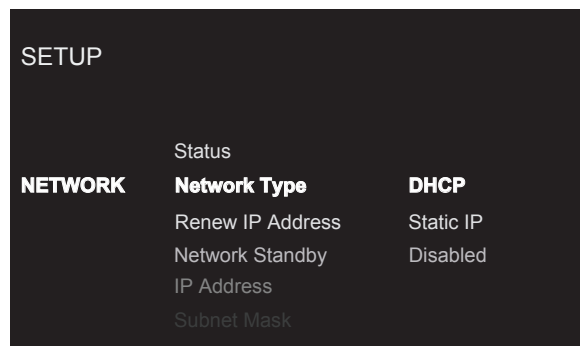 SETUP
Status
NETWORK Network Type DHCP
Renew IP Address Static IP
Network Standby Disabled
IP Address
Subnet Mask